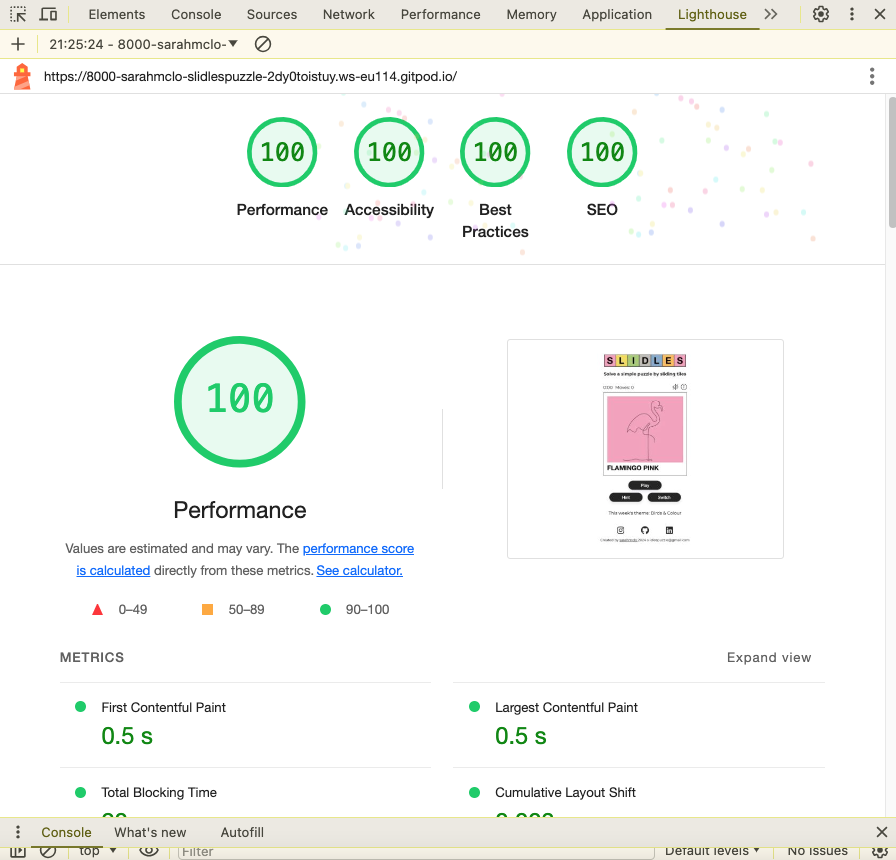 Elements Console Sources Network Performance Memory Application Lighthouse
21:25:24 - 8000-sarahmclo-
https://8000-sarahmclo-slidlespuzzle-2dy0toistuy.ws-eu114.gitpod.io/
100 100 100 100
Performance Accessibility Best Practices SEO
100
Performance
Values are estimated and may vary. The performance score
is calculated directly from these metrics. See calculator.
0–49 50–89 90–100
SLIDLES
Solve a simple puzzle by sliding tiles
0:00 Moves: 0
FLAMINGO PINK
Play
Hint Switch
This week's theme: Birds & Colour
METRICS Expand view
First Contentful Paint
0.5 s
Largest Contentful Paint
0.5 s
Total Blocking Time
Cumulative Layout Shift
Console What's new Autofill
top Filter Default levels No Issues